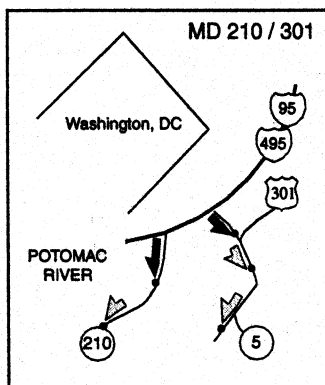 MD 210 / 301
95
Washington, DC
495
301
POTOMAC
RIVER
210
5